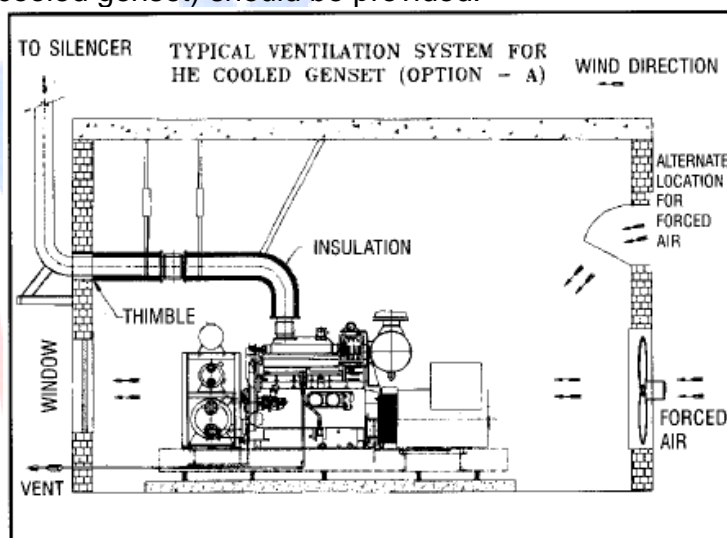 cooled genset) should be provided.
TO SILENCER
TYPICAL VENTILATION SYSTEM FOR
HE COOLED GENSET (OPTION - A)
WIND DIRECTION
ALTERNATE
LOCATION
FOR
FORCED
AIR
INSULATION
THIMBLE
WINDOW
FORCED
AIR
VENT